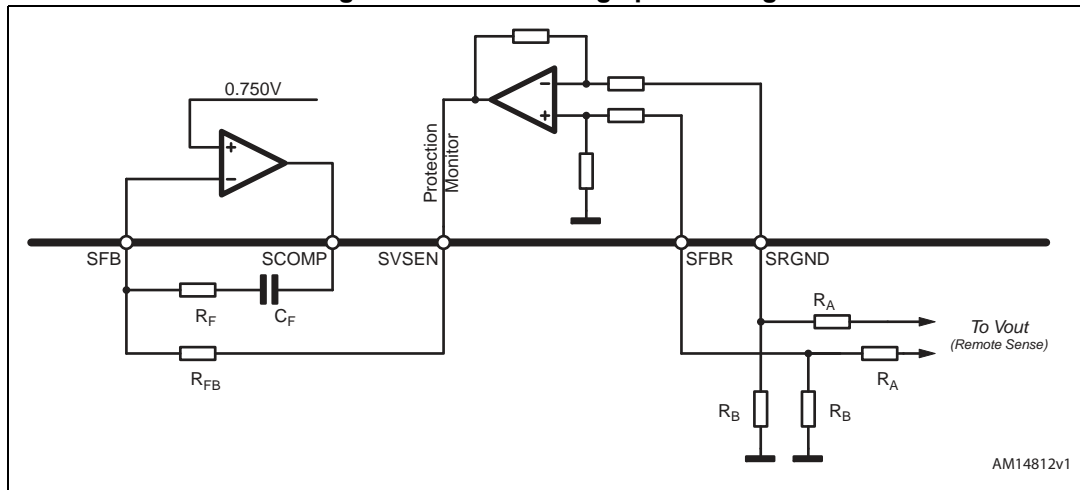 0.750V
+
−
−
+
Protection
Monitor
SFB
SCOMP
SVSEN
SFBR
SRGND
RF
CF
RFB
RA
To Vout
(Remote Sense)
RA
RB
RB
AM14812v1